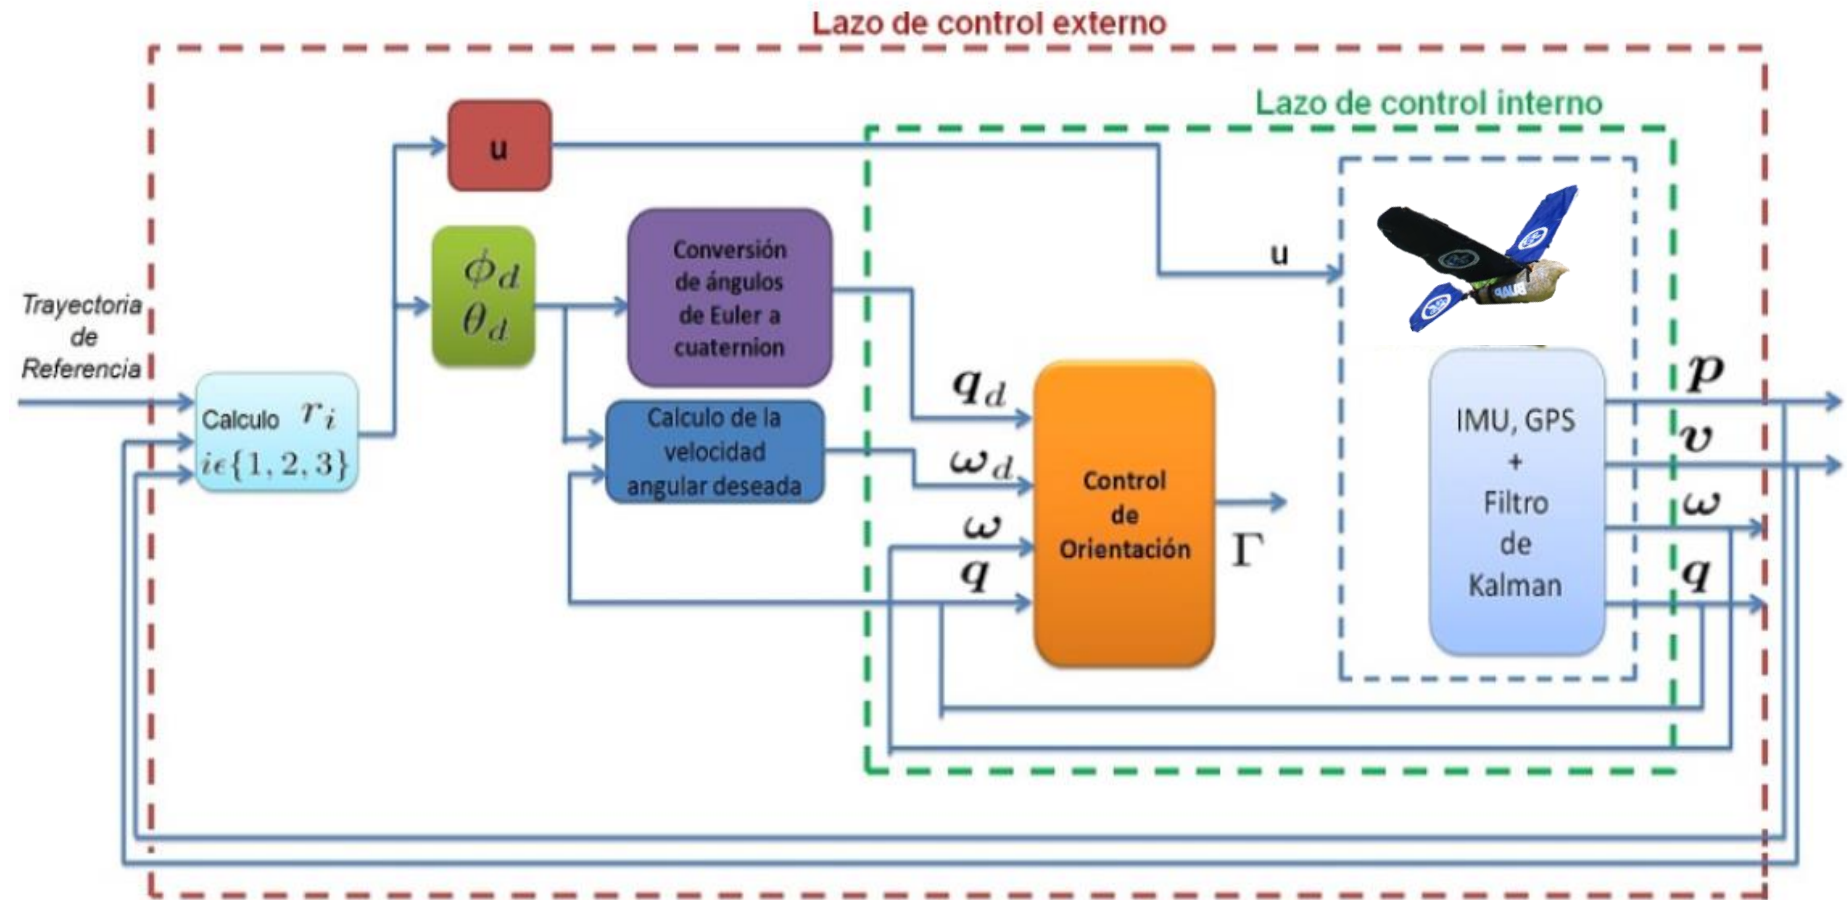 Lazo de control externo
Lazo de control interno
u
Conversión
de ángulos
de Euler a
cuaternion
ϕ_d
θ_d
u
Trayectoria
de
Referencia
Calculo r_i
iϵ{1, 2, 3}
Calculo de la
velocidad
angular deseada
q_d
ω_d
ω
q
Control
de
Orientación
Γ
IMU, GPS
+
Filtro
de
Kalman
p
v
ω
q